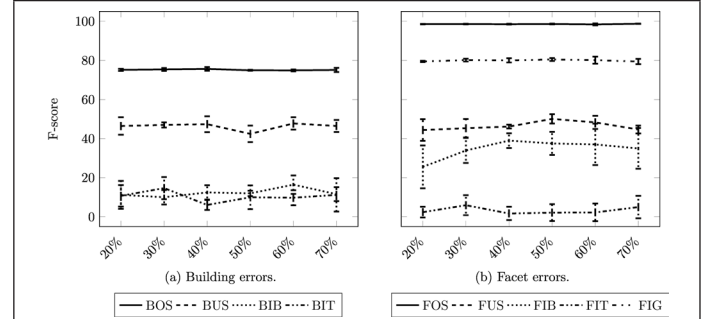 100
80
60
40
20
0
F-score
20% 30% 40% 50% 60% 70%
20% 30% 40% 50% 60% 70%
(a) Building errors.
(b) Facet errors.
BOS BUS BIB BIT
FOS FUS FIB FIT FIG